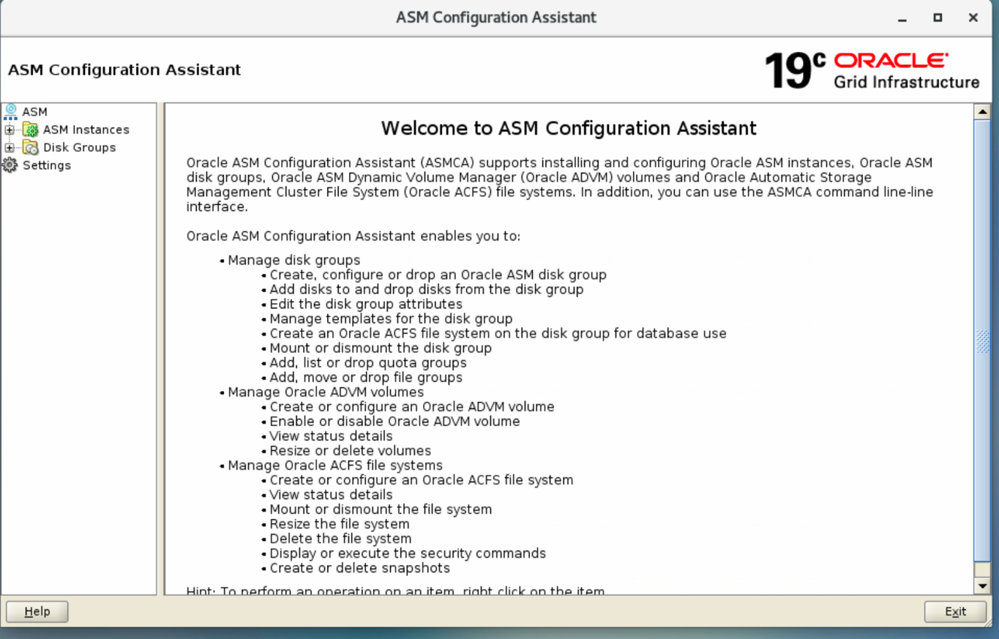 ASM Configuration Assistant
ASM Configuration Assistant
19c ORACLE
Grid Infrastructure
ASM
ASM Instances
Disk Groups
Settings
Welcome to ASM Configuration Assistant
Oracle ASM Configuration Assistant (ASMCA) supports installing and configuring Oracle ASM instances, Oracle ASM
disk groups, Oracle ASM Dynamic Volume Manager (Oracle ADVM) volumes and Oracle Automatic Storage
Management Cluster File System (Oracle ACFS) file systems. In addition, you can use the ASMCA command line-line
interface.
Oracle ASM Configuration Assistant enables you to:
• Manage disk groups
• Create, configure or drop an Oracle ASM disk group
• Add disks to and drop disks from the disk group
• Edit the disk group attributes
• Manage templates for the disk group
• Create an Oracle ACFS file system on the disk group for database use
• Mount or dismount the disk group
• Add, list or drop quota groups
• Add, move or drop file groups
• Manage Oracle ADVM volumes
• Create or configure an Oracle ADVM volume
• Enable or disable Oracle ADVM volume
• View status details
• Resize or delete volumes
• Manage Oracle ACFS file systems
• Create or configure an Oracle ACFS file system
• View status details
• Mount or dismount the file system
• Resize the file system
• Delete the file system
• Display or execute the security commands
• Create or delete snapshots
Hint: To perform an operation on an item, right click on the item
Help
Exit